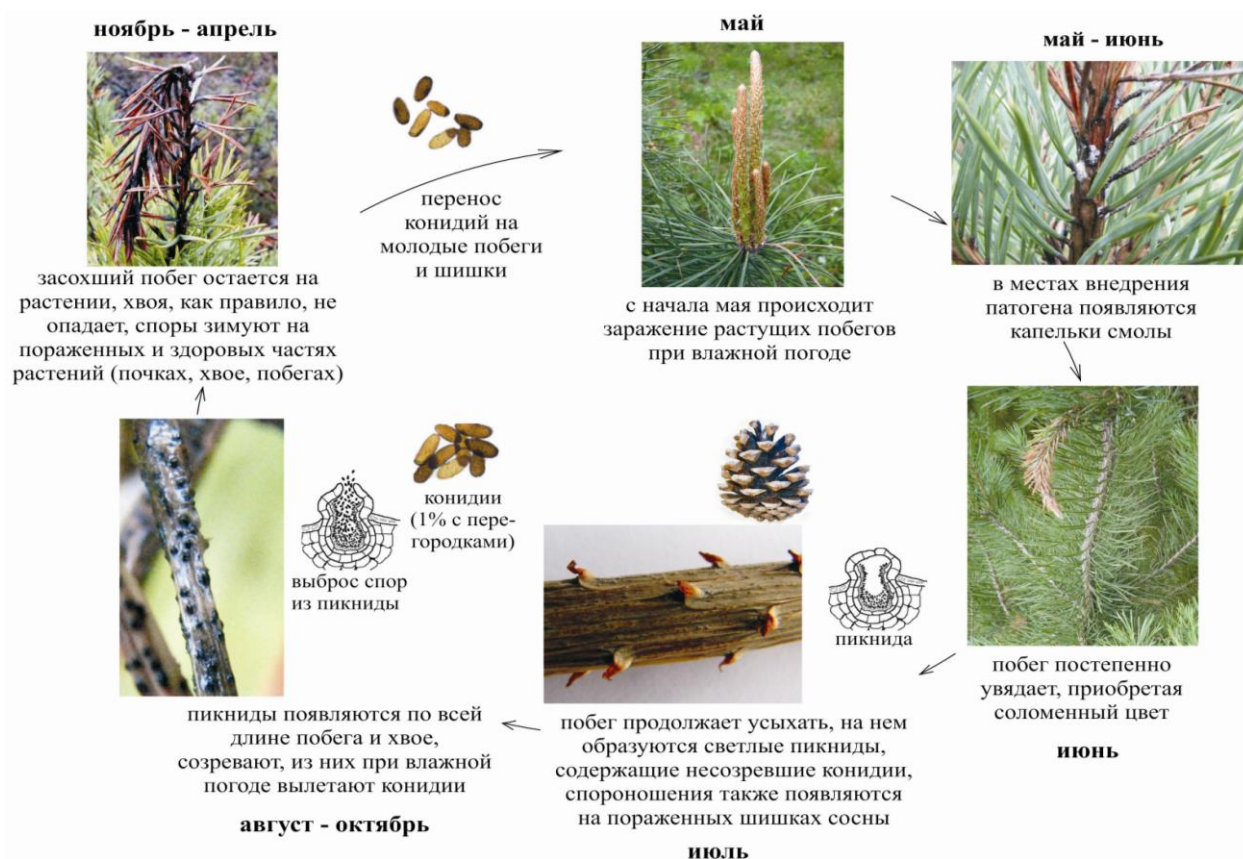 ноябрь - апрель
засохший побег остается на
растении, хвоя, как правило, не
опадает, споры зимуют на
пораженных и здоровых частях
растений (почках, хвое, побегах)
перенос
конидий на
молодые побеги
и шишки
май
с начала мая происходит
заражение растущих побегов
при влажной погоде
май - июнь
в местах внедрения
патогена появляются
капельки смолы
побег постепенно
увядает, приобретая
соломенный цвет
июнь
пикнида
побег продолжает усыхать, на нем
образуются светлые пикниды,
содержащие несозревшие конидии,
спороношения также появляются
на пораженных шишках сосны
июль
конидии
(1% с пере-
городками)
выброс спор
из пикниды
пикниды появляются по всей
длине побега и хвое,
созревают, из них при влажной
погоде вылетают конидии
август - октябрь